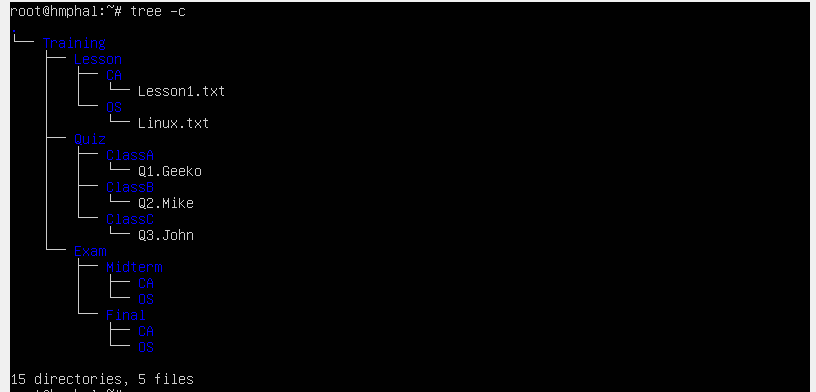 root@hmphal:~# tree -c
.
└── Training
    ├── Lesson
    │   ├── CA
    │   │   └── Lesson1.txt
    │   └── OS
    │       └── Linux.txt
    ├── Quiz
    │   ├── ClassA
    │   │   └── Q1.Geeko
    │   ├── ClassB
    │   │   └── Q2.Mike
    │   └── ClassC
    │       └── Q3.John
    └── Exam
        ├── Midterm
        │   ├── CA
        │   └── OS
        └── Final
            ├── CA
            └── OS
15 directories, 5 files